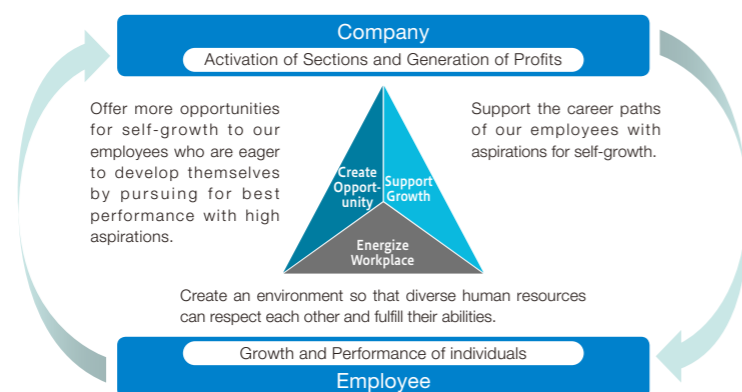 Company
Activation of Sections and Generation of Profits
Offer more opportunities
for self-growth to our
employees who are eager
to develop themselves
by pursuing for best
performance with high
aspirations.
Support the career paths
of our employees with
aspirations for self-growth.
Create
Opport-
unity
Support
Growth
Energize
Workplace
Create an environment so that diverse human resources
can respect each other and fulfill their abilities.
Growth and Performance of individuals
Employee